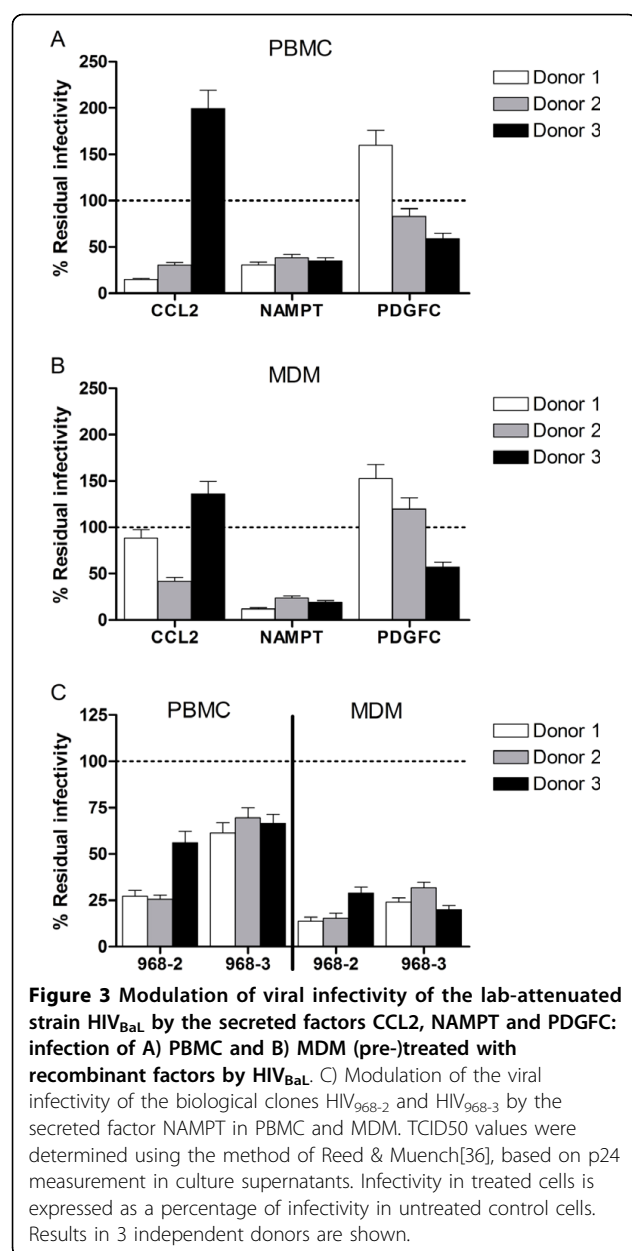 A
PBMC
Donor 1
Donor 2
Donor 3
% Residual infectivity
250
200
150
100
50
0
CCL2 NAMPT PDGFC
B
MDM
Donor 1
Donor 2
Donor 3
% Residual infectivity
250
200
150
100
50
0
CCL2 NAMPT PDGFC
C
PBMC MDM
Donor 1
Donor 2
Donor 3
% Residual infectivity
125
100
75
50
25
0
968-2 968-3 968-2 968-3
Figure 3 Modulation of viral infectivity of the lab-attenuated
strain HIVBaL by the secreted factors CCL2, NAMPT and PDGFC:
infection of A) PBMC and B) MDM (pre-)treated with
recombinant factors by HIVBaL. C) Modulation of the viral
infectivity of the biological clones HIV968-2 and HIV968-3 by the
secreted factor NAMPT in PBMC and MDM. TCID50 values were
determined using the method of Reed & Muench[36], based on p24
measurement in culture supernatants. Infectivity in treated cells is
expressed as a percentage of infectivity in untreated control cells.
Results in 3 independent donors are shown.